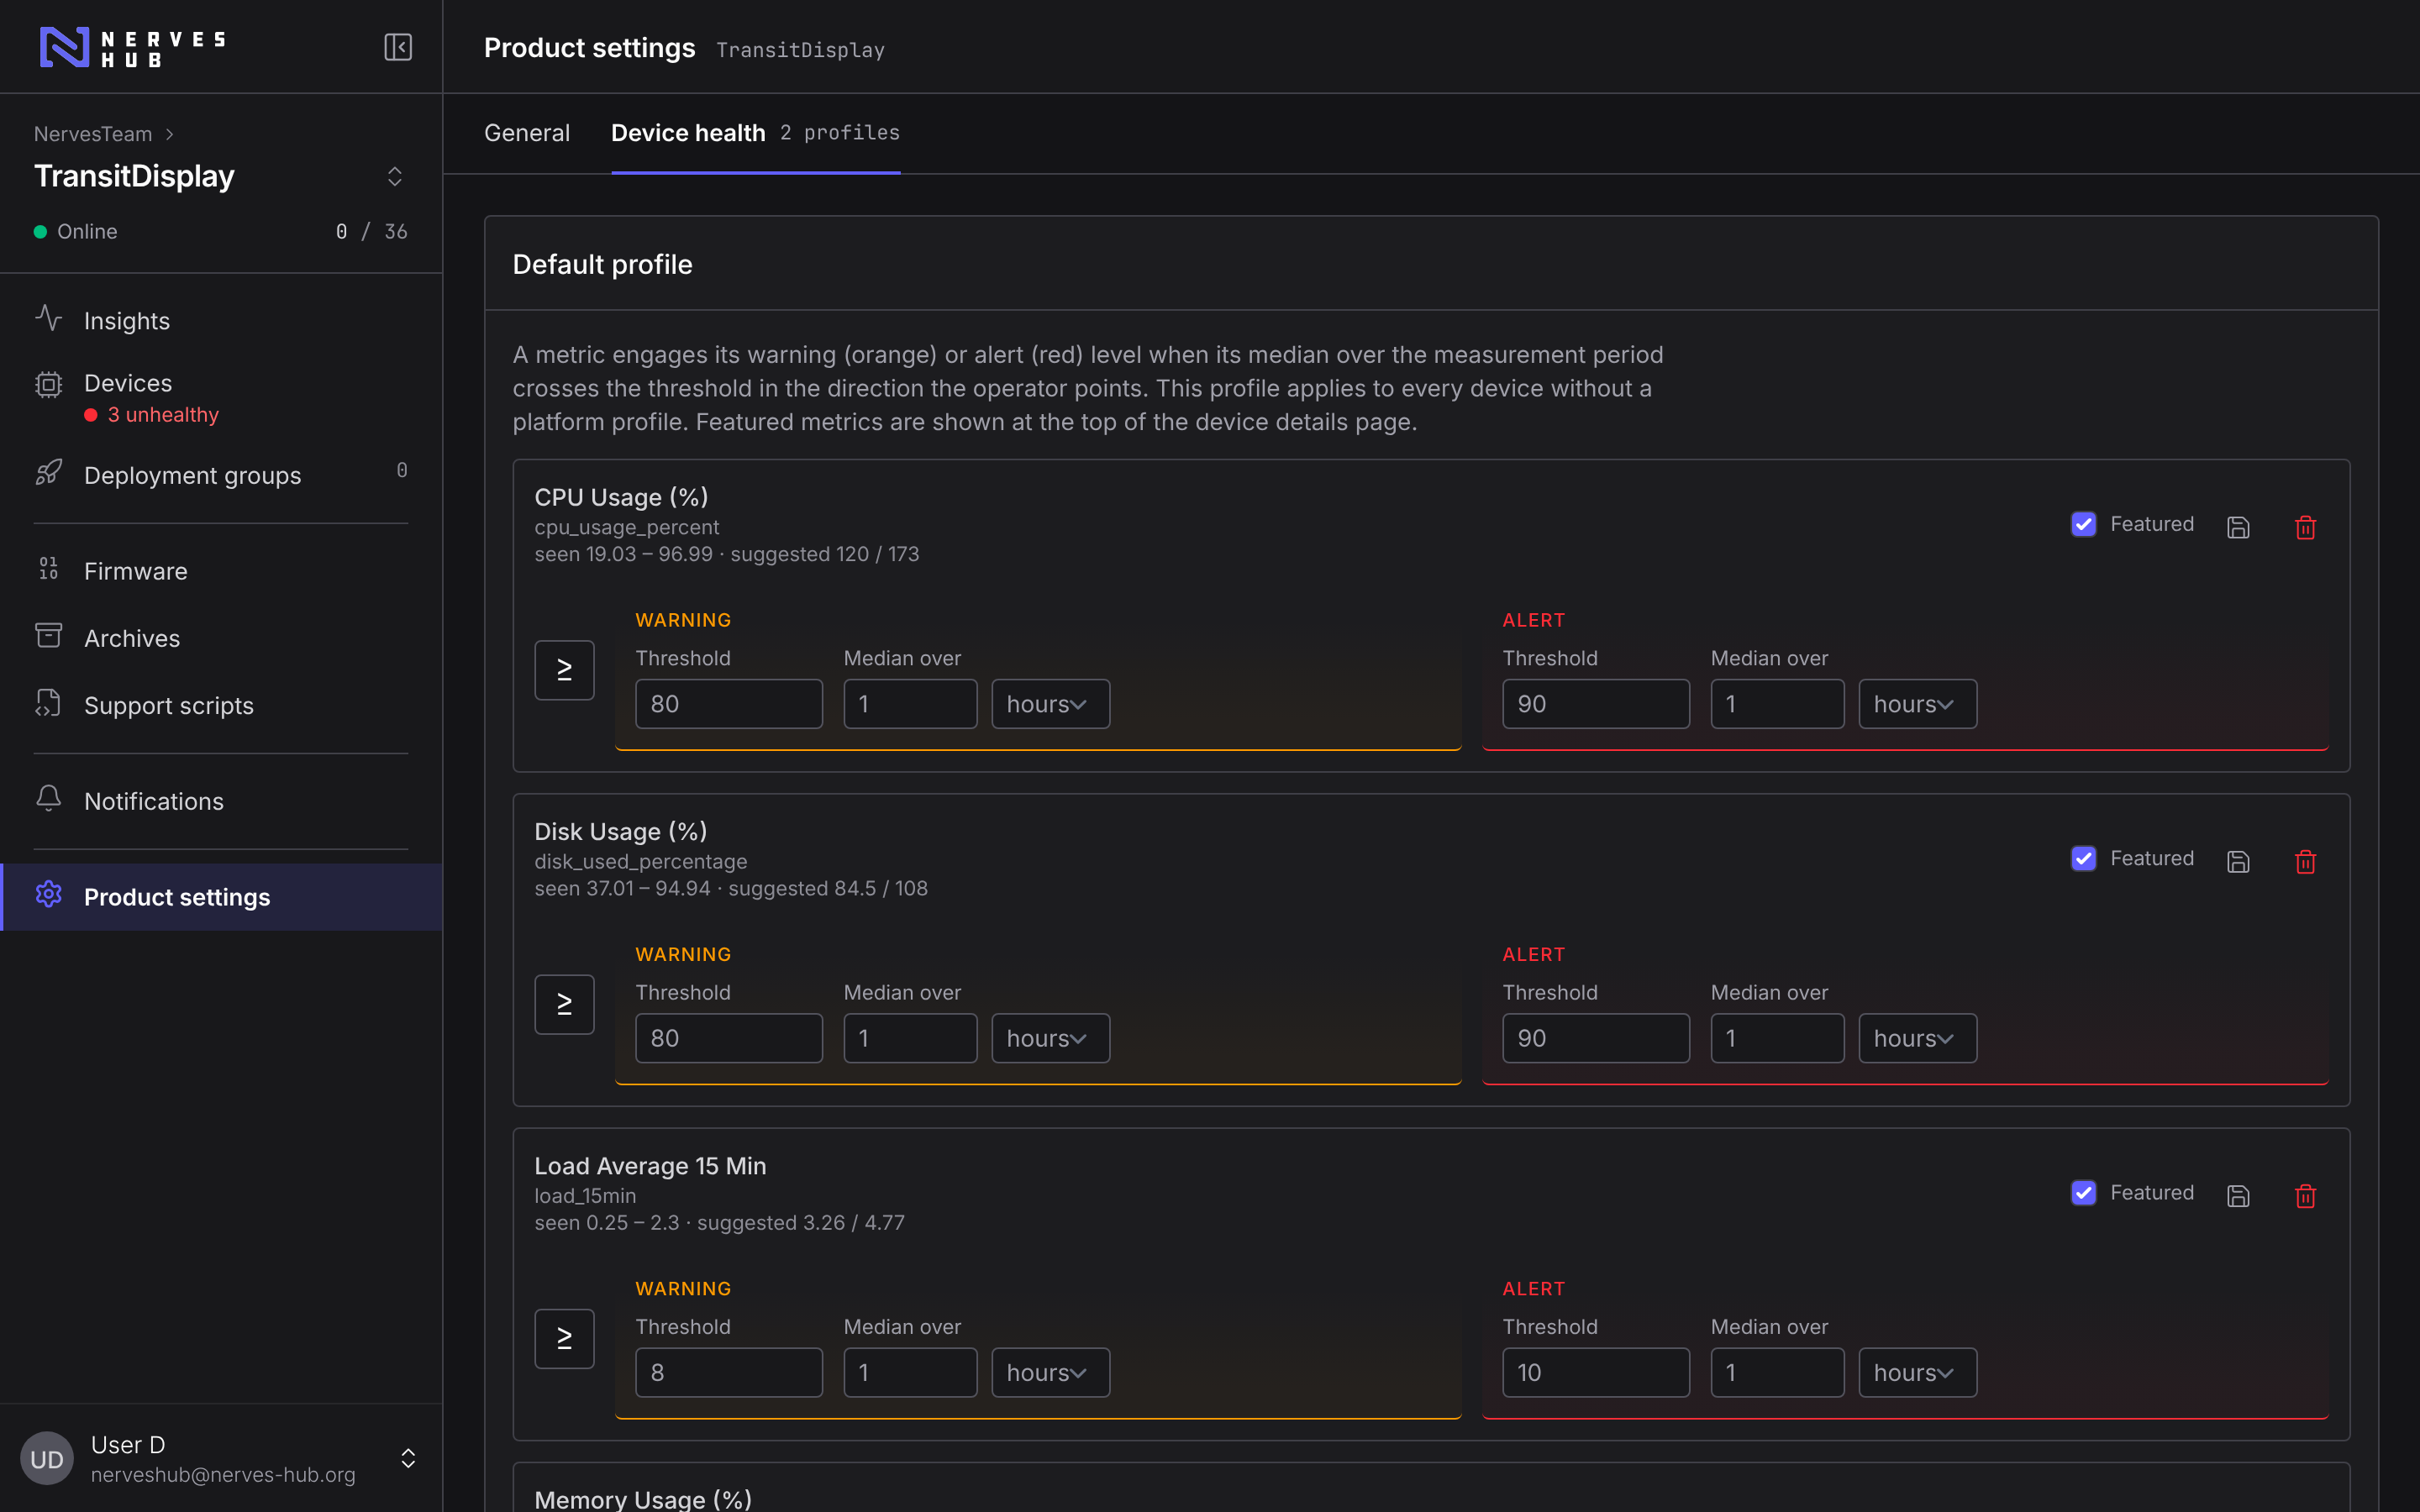 NERVES
HUB
NervesTeam
TransitDisplay
Online
0 / 36
Insights
Devices
3 unhealthy
Deployment groups
0
Firmware
Archives
Support scripts
Notifications
Product settings
User D
nerveshub@nerves-hub.org
UD
Product settings TransitDisplay
General
Device health 2 profiles
Default profile
A metric engages its warning (orange) or alert (red) level when its median over the measurement period
crosses the threshold in the direction the operator points. This profile applies to every device without a
platform profile. Featured metrics are shown at the top of the device details page.
CPU Usage (%)
cpu_usage_percent
seen 19.03 – 96.99 · suggested 120 / 173
Featured
≥
WARNING
Threshold
Median over
80
1
hours
ALERT
Threshold
Median over
90
1
hours
Disk Usage (%)
disk_used_percentage
seen 37.01 – 94.94 · suggested 84.5 / 108
Featured
≥
WARNING
Threshold
Median over
80
1
hours
ALERT
Threshold
Median over
90
1
hours
Load Average 15 Min
load_15min
seen 0.25 – 2.3 · suggested 3.26 / 4.77
Featured
≥
WARNING
Threshold
Median over
8
1
hours
ALERT
Threshold
Median over
10
1
hours
Memory Usage (%)